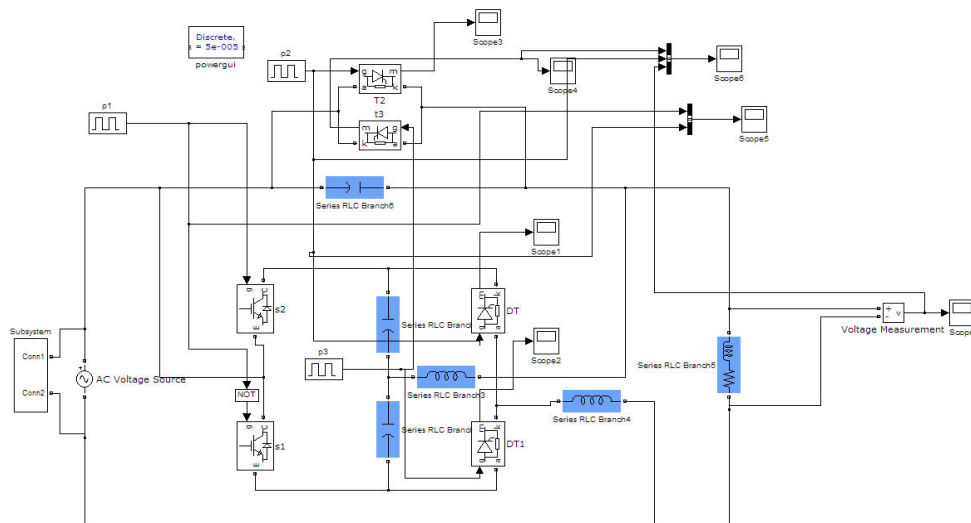 Discrete,
s = 5e-005 s
powergui
p2
Scope3
g m
a k
T2
Scope4
Scope6
t3
m g
k a
p1
Scope5
Series RLC Branch6
Scope1
g C
E
s2
m k
g a
DT
Series RLC Branch
Subsystem
Conn1
Conn2
+
AC Voltage Source
p3
Scope2
Series RLC Branch3
NOT
Series RLC Branch
Series RLC Branch4
g C
E
s1
m k
g a
DT1
Series RLC Branch5
+
-
v
Voltage Measurement
Scope